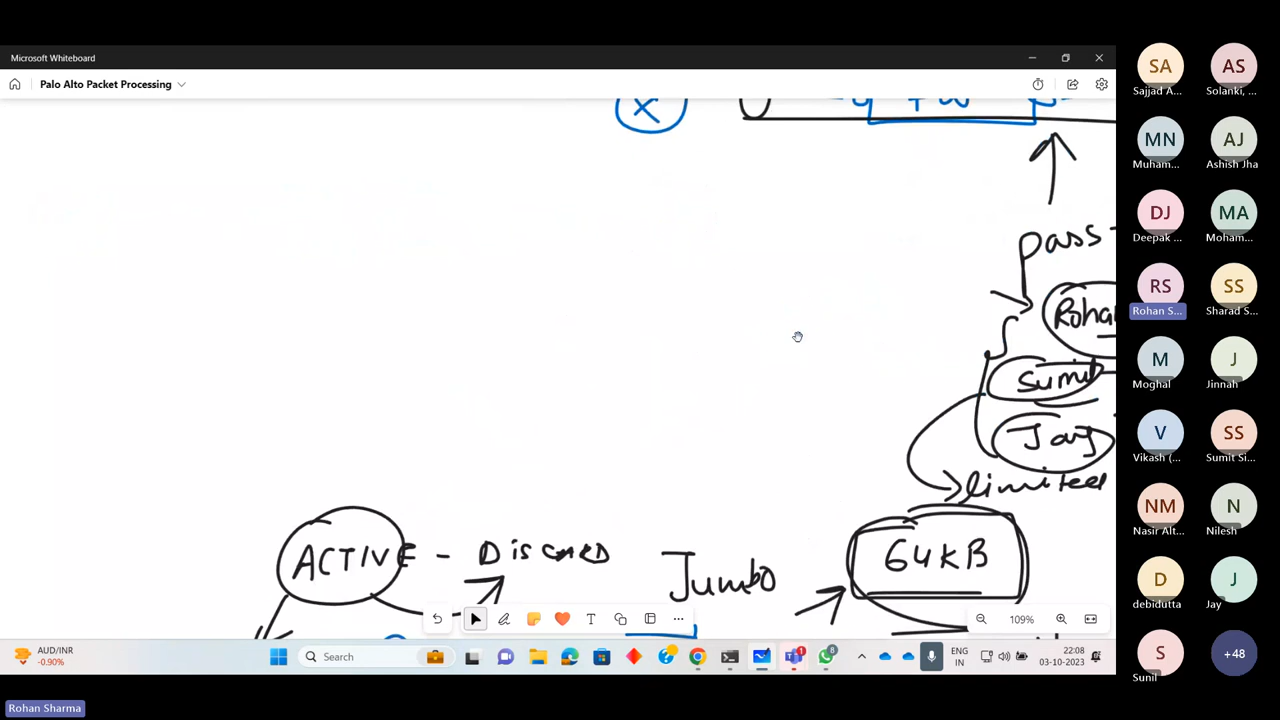 Microsoft Whiteboard
Palo Alto Packet Processing
X
pass-
Rohan
Sumit
Jay
limited
ACTIVE - DISCARD
Jumbo
64KB
109%
AUD/INR
-0.90%
Search
1
8
ENG
IN
22:08
03-10-2023
SA
Sajjad A...
AS
Solanki, ...
MN
Muham...
AJ
Ashish Jha
DJ
Deepak ...
MA
Moham...
RS
Rohan S...
SS
Sharad S...
M
Moghal
J
Jinnah
V
Vikash (...
SS
Sumit Si...
NM
Nasir Alt...
N
Nilesh
D
debidutta
J
Jay
S
Sunil
+48
Rohan Sharma